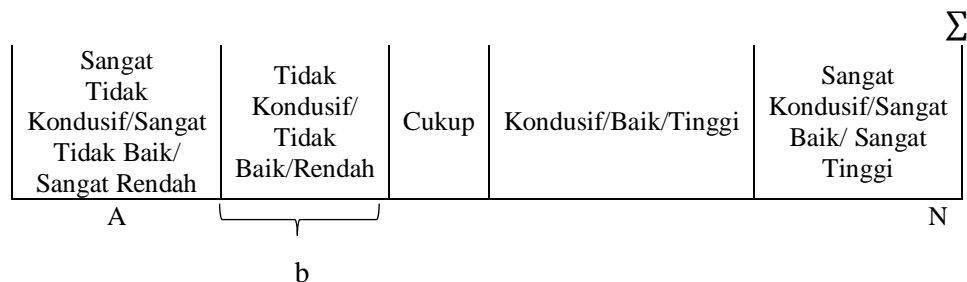 ∑
Sangat
Tidak
Kondusif/Sangat
Tidak Baik/
Sangat Rendah
Tidak
Kondusif/
Tidak
Baik/Rendah
Cukup
Kondusif/Baik/Tinggi
Sangat
Kondusif/Sangat
Baik/ Sangat
Tinggi
A
N
b